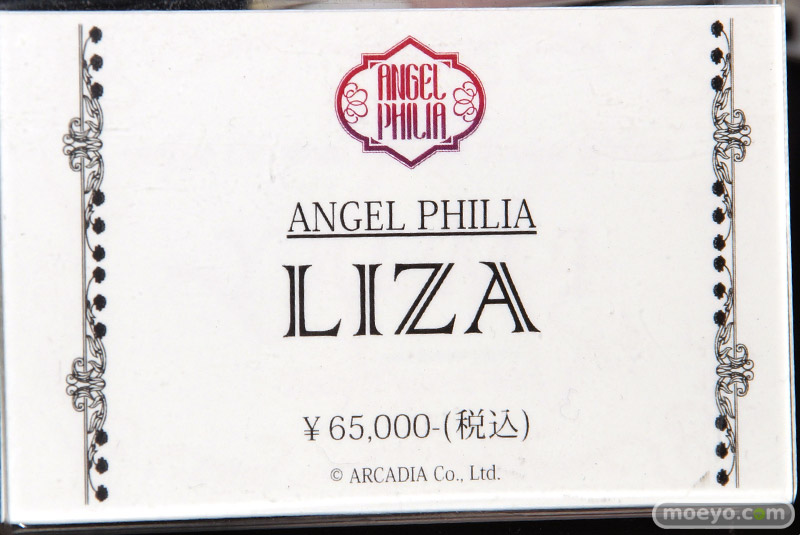 ANGEL
PHILIA
ANGEL PHILIA
LIZA
¥65,000-(税込)
© ARCADIA Co., Ltd.
moeyo.com